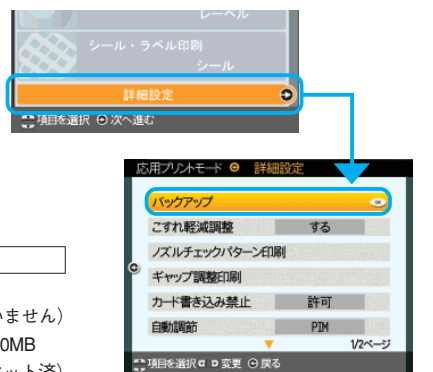 レーベル
シール・ラベル印刷
シール
詳細設定
項目を選択 次へ進む
応用プリントモード 詳細設定
バックアップ
こすれ軽減調整 する
ノズルチェックパターン印刷
ギャップ調整印刷
カード書き込み禁止 許可
自動調節 PIM
1/2ページ
項目を選択 変更 戻る
いません）
0MB
ット済）